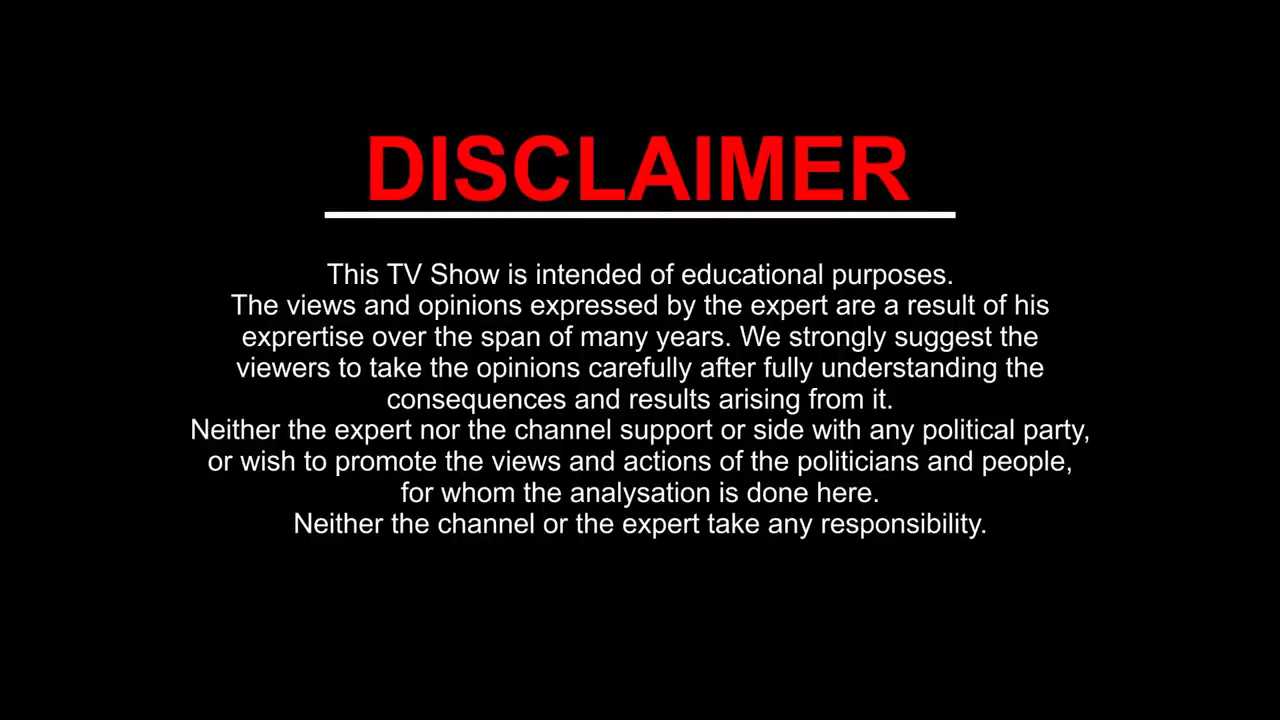 DISCLAIMER
This TV Show is intended of educational purposes.
The views and opinions expressed by the expert are a result of his
exprertise over the span of many years. We strongly suggest the
viewers to take the opinions carefully after fully understanding the
consequences and results arising from it.
Neither the expert nor the channel support or side with any political party,
or wish to promote the views and actions of the politicians and people,
for whom the analysation is done here.
Neither the channel or the expert take any responsibility.